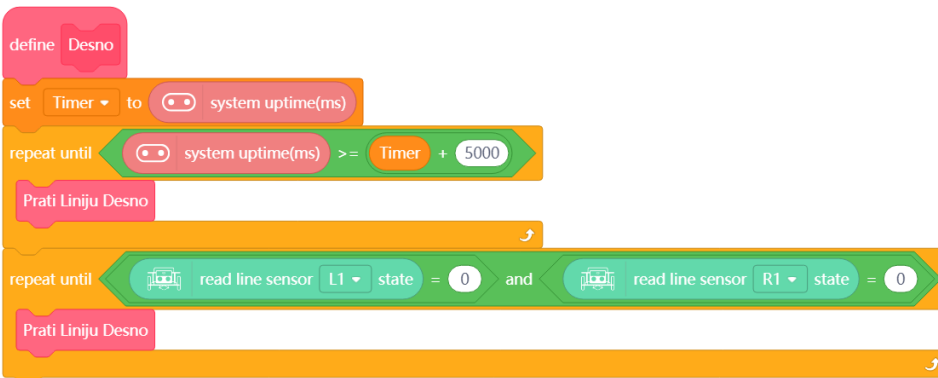 define Desno
set Timer to system uptime(ms)
repeat until system uptime(ms) >= Timer + 5000
Prati Liniju Desno
repeat until read line sensor L1 state = 0 and read line sensor R1 state = 0
Prati Liniju Desno